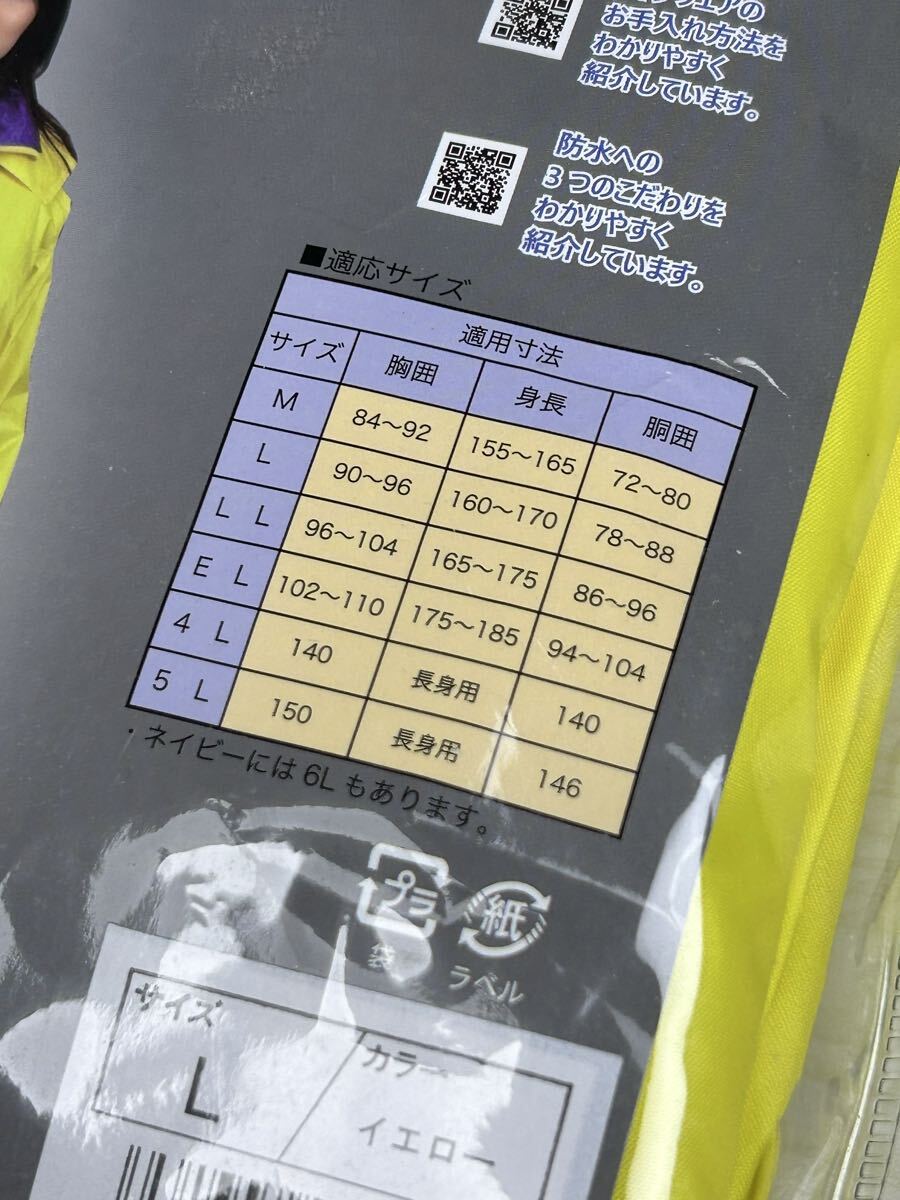 お手入れ方法を
わかりやすく
紹介しています。
防水への
3つのこだわりを
わかりやすく
紹介しています。
■適応サイズ
サイズ 適用寸法
胸囲 身長 胴囲
M 84〜92 155〜165 72〜80
L 90〜96 160〜170 78〜88
LL 96〜104 165〜175 86〜96
EL 102〜110 175〜185 94〜104
4L 140 長身用 140
5L 150 長身用 146
・ネイビーには6Lもあります。
プラ 紙
袋 ラベル
サイズ カラー
L イエロー